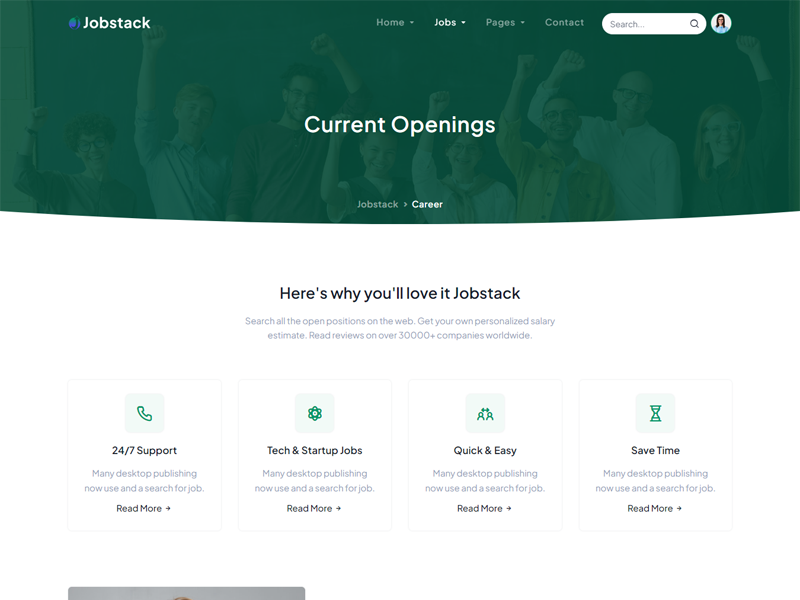 Jobstack
Home
Jobs
Pages
Contact
Search...
Current Openings
Jobstack > Career
Here's why you'll love it Jobstack
Search all the open positions on the web. Get your own personalized salary
estimate. Read reviews on over 30000+ companies worldwide.
24/7 Support
Many desktop publishing
now use and a search for job.
Read More →
Tech & Startup Jobs
Many desktop publishing
now use and a search for job.
Read More →
Quick & Easy
Many desktop publishing
now use and a search for job.
Read More →
Save Time
Many desktop publishing
now use and a search for job.
Read More →